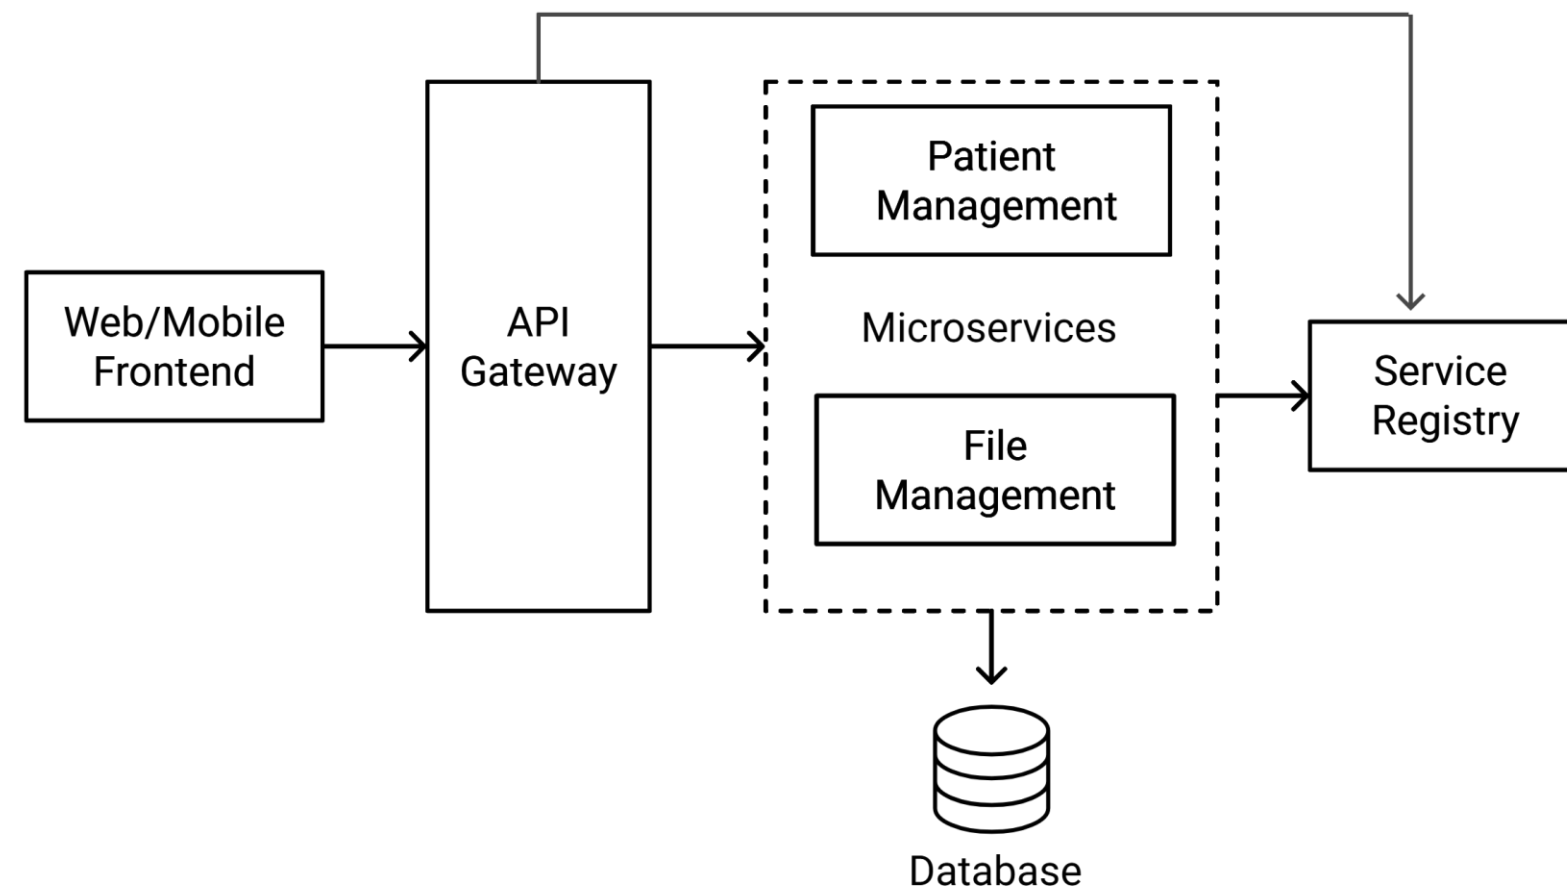 Patient
Management
Web/Mobile
Frontend
API
Gateway
Microservices
Service
Registry
File
Management
Database